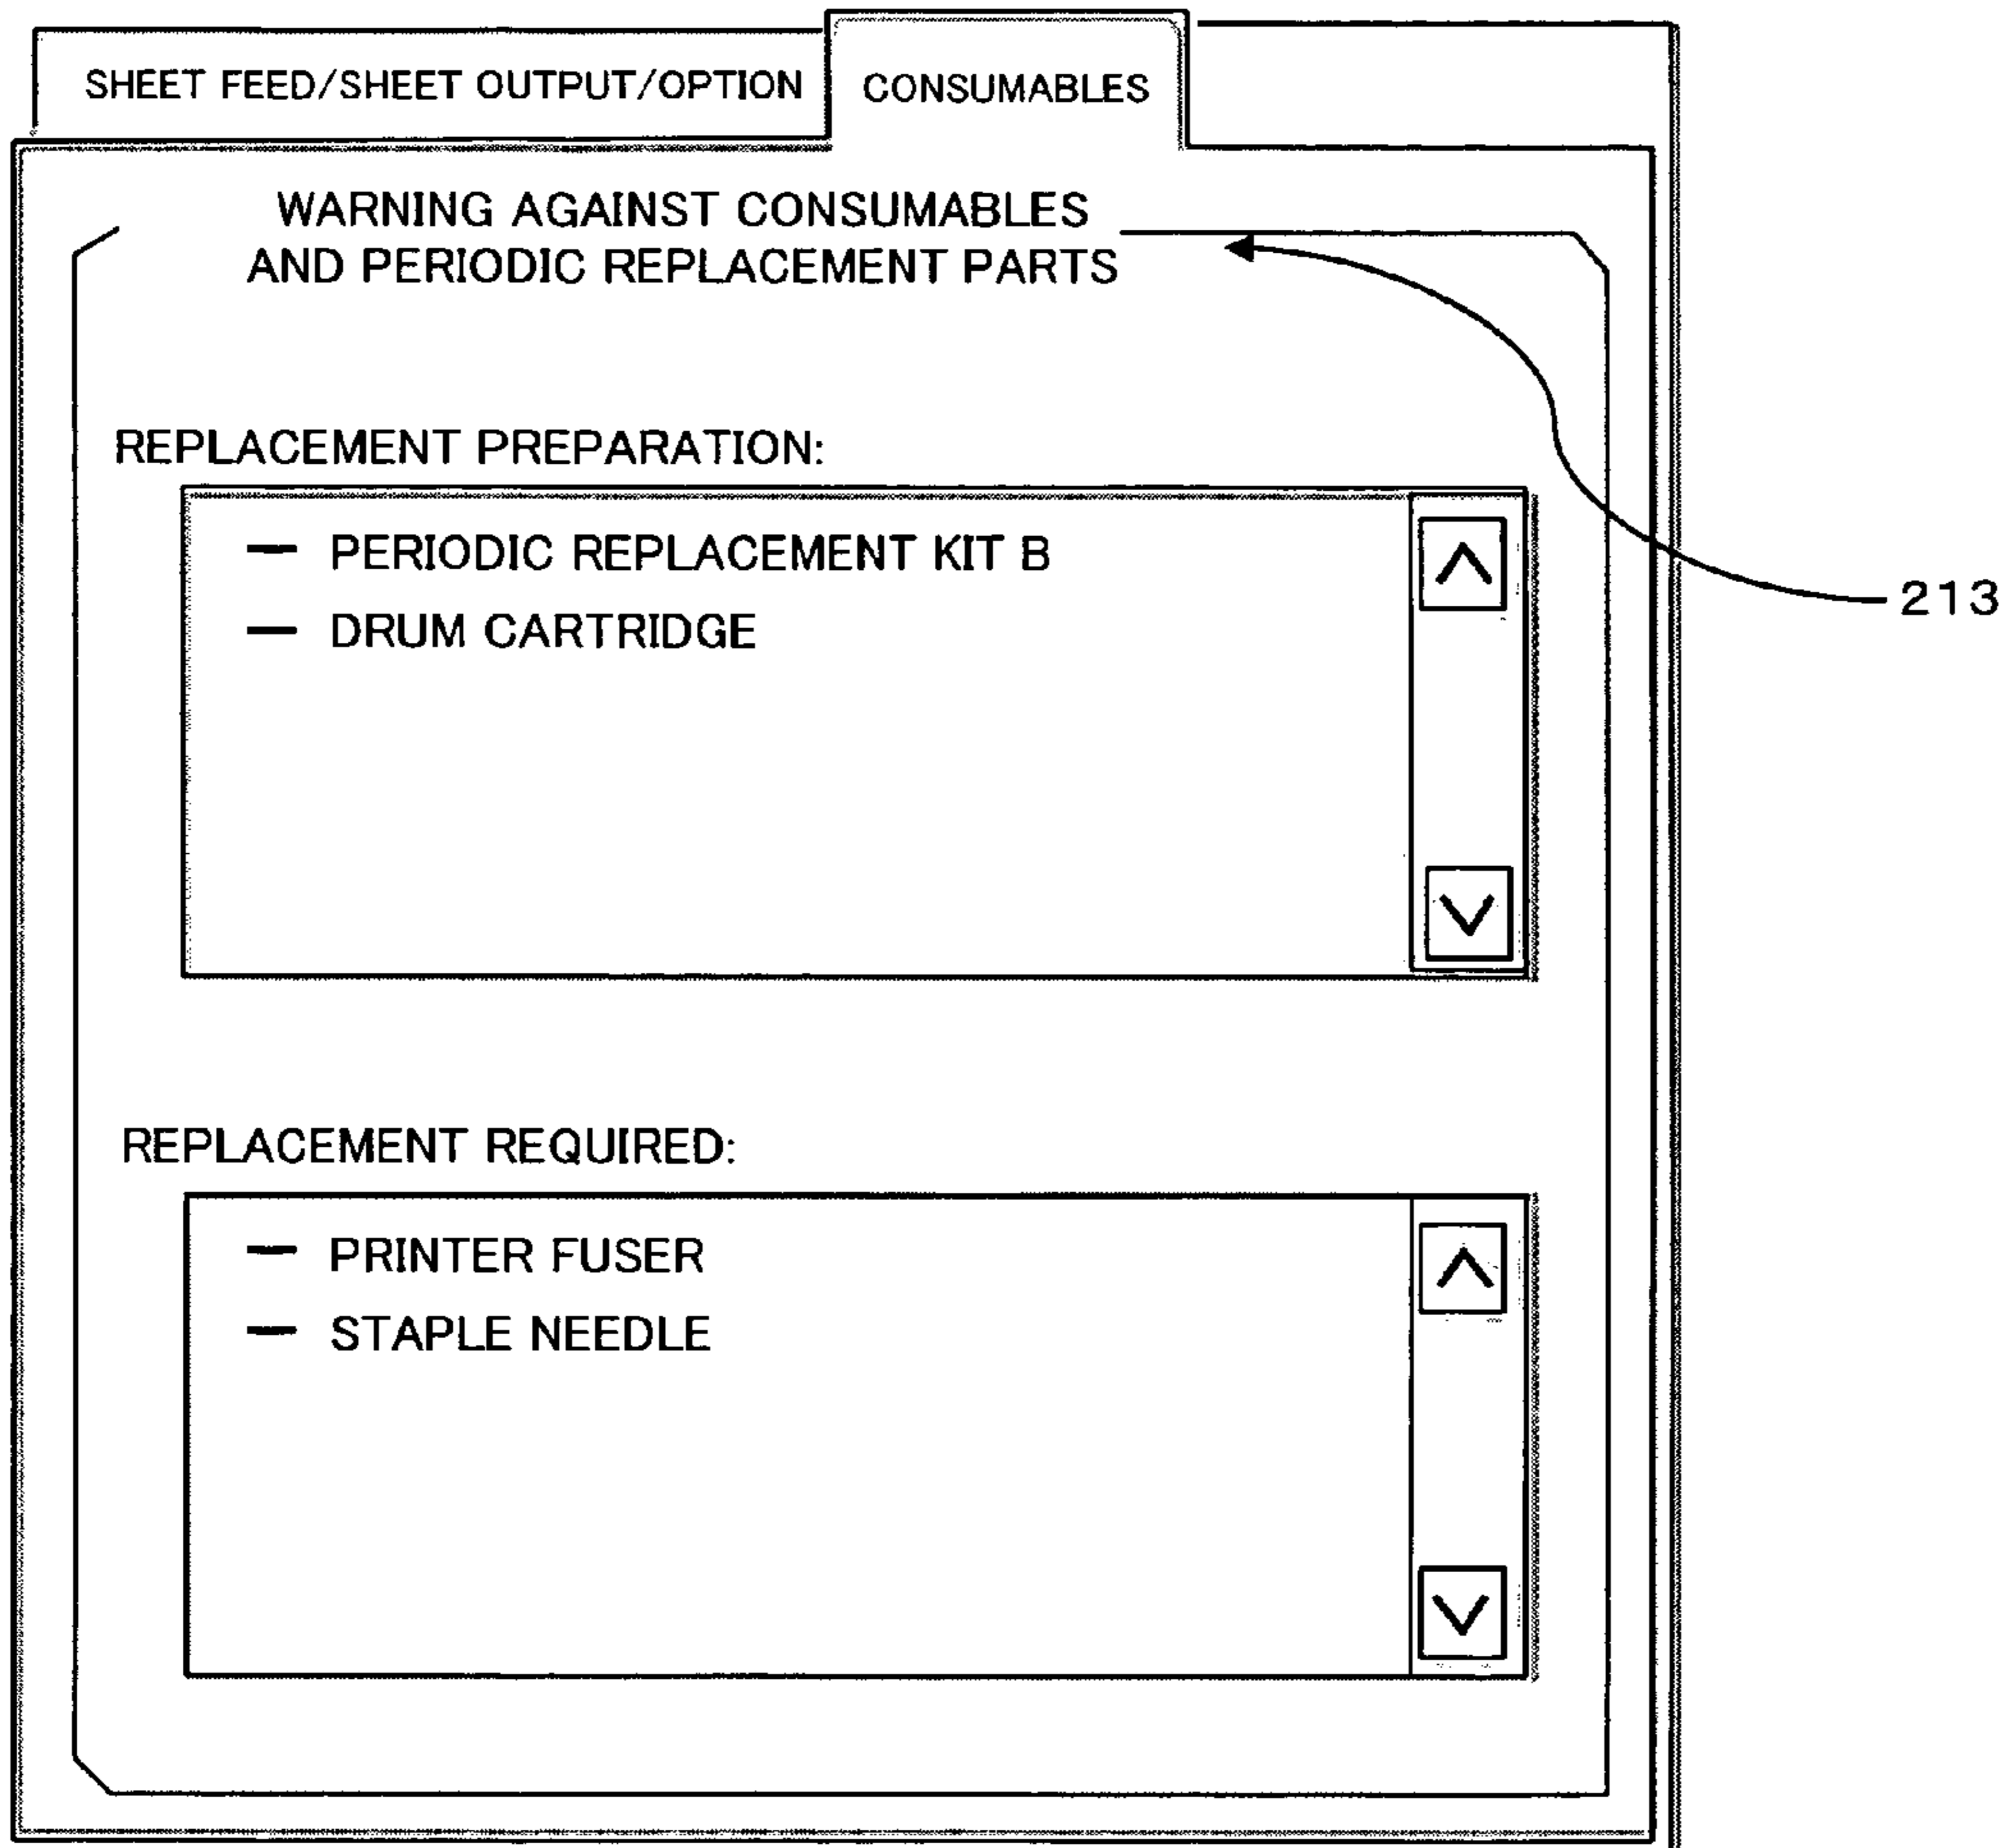 SHEET FEED/SHEET OUTPUT/OPTION
CONSUMABLES
WARNING AGAINST CONSUMABLES
AND PERIODIC REPLACEMENT PARTS
REPLACEMENT PREPARATION:
— PERIODIC REPLACEMENT KIT B
— DRUM CARTRIDGE
213
REPLACEMENT REQUIRED:
— PRINTER FUSER
— STAPLE NEEDLE